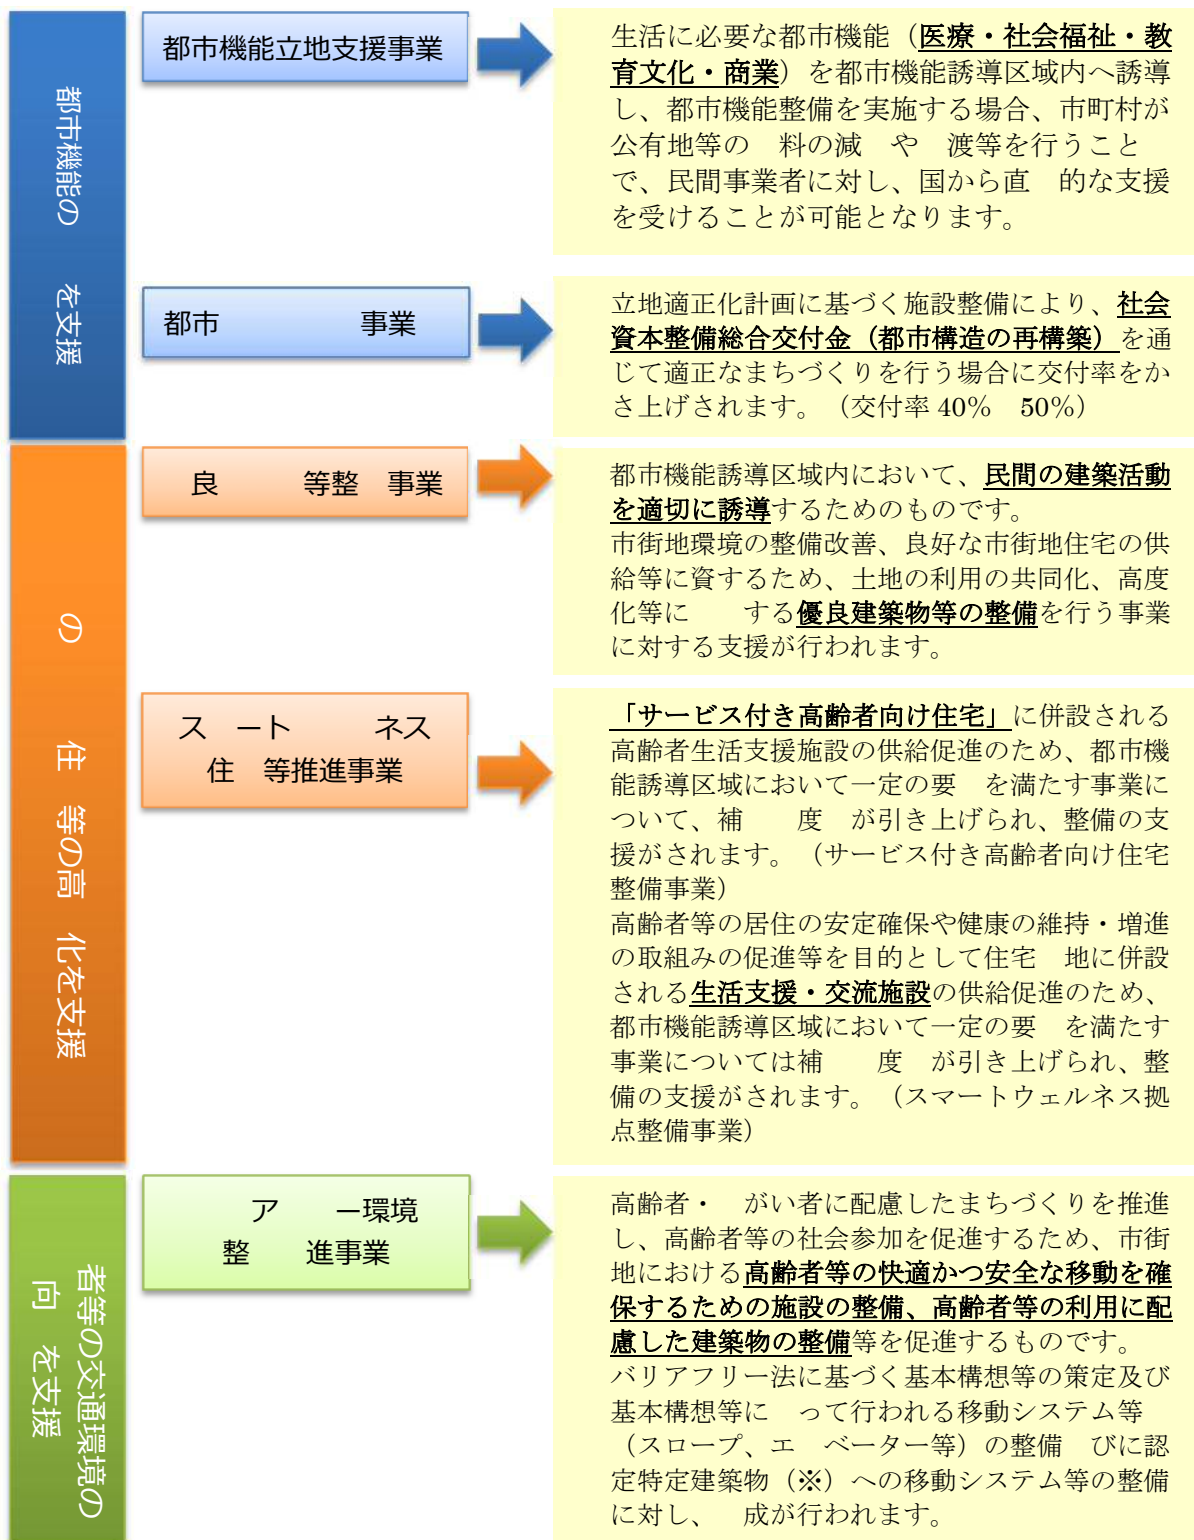 都市機能の　を支援
都市機能立地支援事業
生活に必要な都市機能（医療・社会福祉・教
育文化・商業）を都市機能誘導区域内へ誘導
し、都市機能整備を実施する場合、市町村が
公有地等の　料の減　や　渡等を行うこと
で、民間事業者に対し、国から直　的な支援
を受けることが可能となります。
都市　　　　　事業
立地適正化計画に基づく施設整備により、社会
資本整備総合交付金（都市構造の再構築）を通
じて適正なまちづくりを行う場合に交付率をか
さ上げされます。（交付率 40%　50%）
の　　住　等の高　化を支援
良　　　等整　事業
都市機能誘導区域内において、民間の建築活動
を適切に誘導するためのものです。
市街地環境の整備改善、良好な市街地住宅の供
給等に資するため、土地の利用の共同化、高度
化等に　　する優良建築物等の整備を行う事業
に対する支援が行われます。
ス　ート　　　ネス
住　等推進事業
「サービス付き高齢者向け住宅」に併設される
高齢者生活支援施設の供給促進のため、都市機
能誘導区域において一定の要　を満たす事業に
ついて、補　　度　が引き上げられ、整備の支
援がされます。（サービス付き高齢者向け住宅
整備事業）
高齢者等の居住の安定確保や健康の維持・増進
の取組みの促進等を目的として住宅　地に併設
される生活支援・交流施設の供給促進のため、
都市機能誘導区域において一定の要　を満たす
事業については補　　度　が引き上げられ、整
備の支援がされます。（スマートウェルネス拠
点整備事業）
者等の交通環境の
向　を支援
ア　　ー環境
整　　進事業
高齢者・　がい者に配慮したまちづくりを推進
し、高齢者等の社会参加を促進するため、市街
地における高齢者等の快適かつ安全な移動を確
保するための施設の整備、高齢者等の利用に配
慮した建築物の整備等を促進するものです。
バリアフリー法に基づく基本構想等の策定及び
基本構想等に　って行われる移動システム等
（スロープ、エ　ベーター等）の整備　びに認
定特定建築物（※）への移動システム等の整備
に対し、　成が行われます。